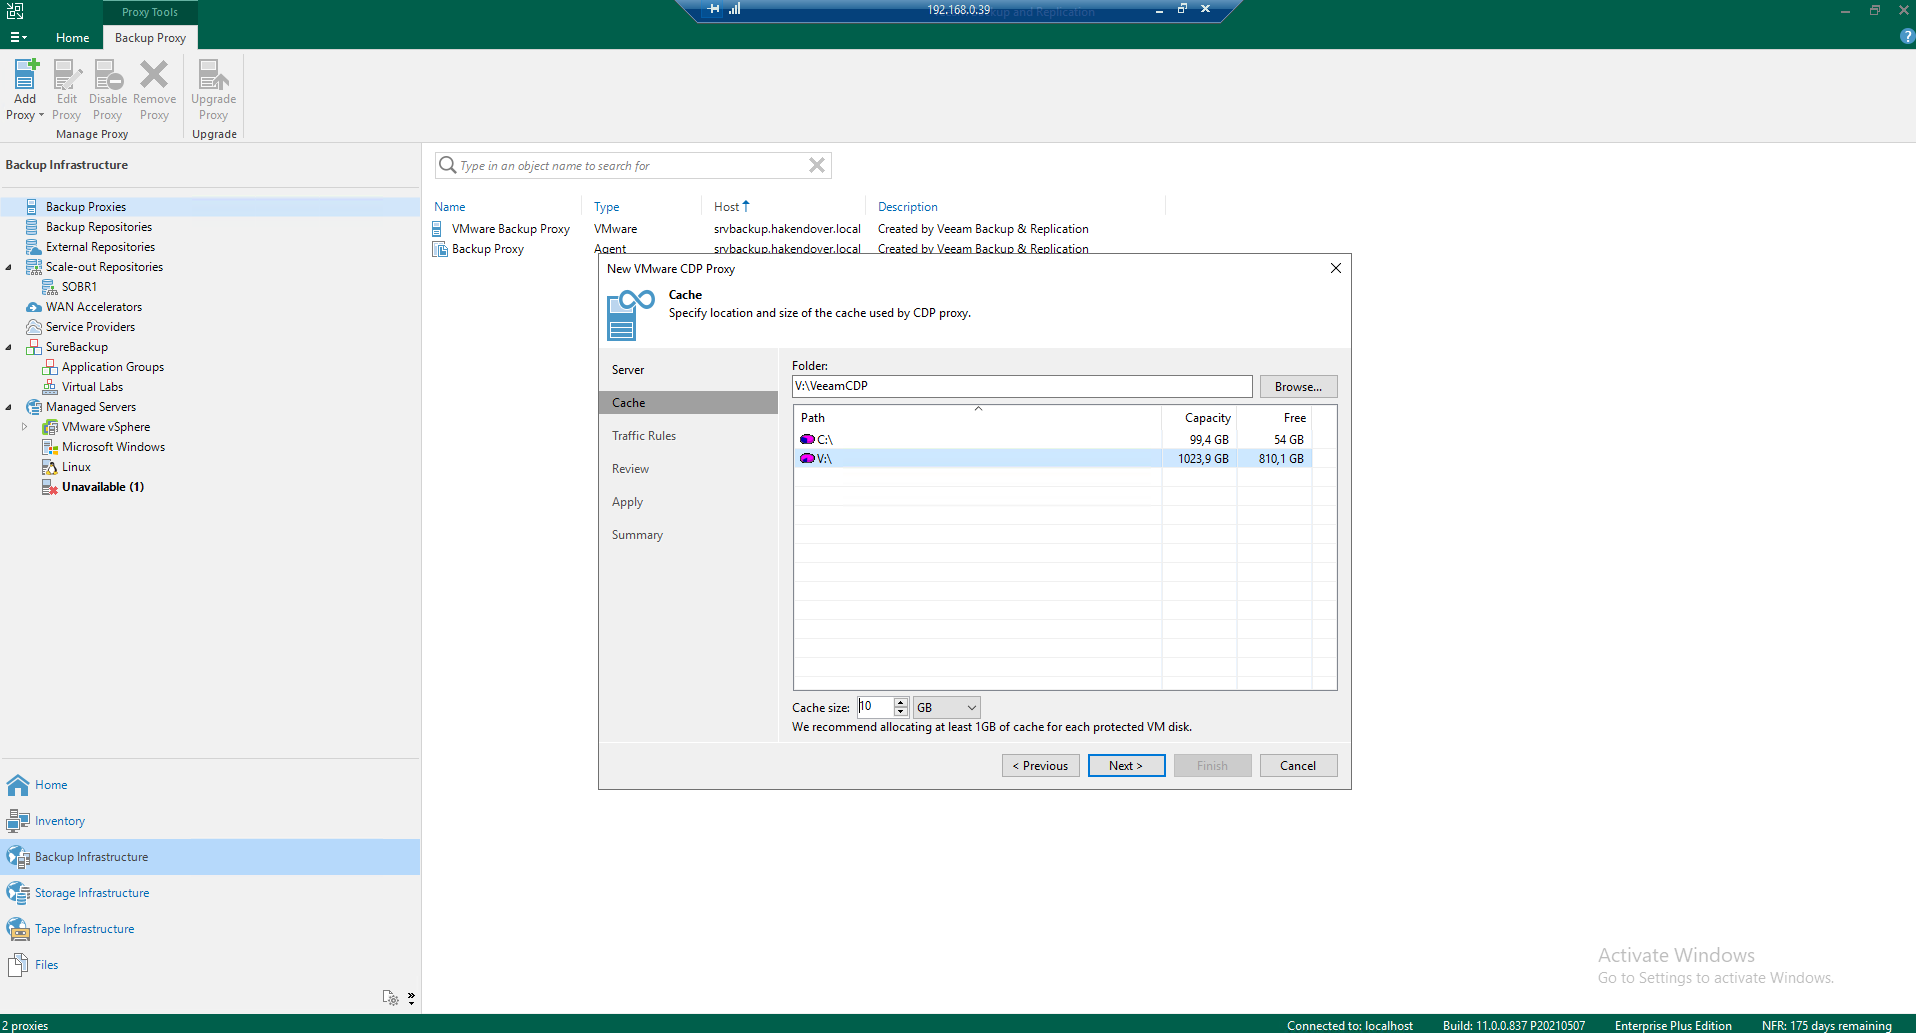 Proxy Tools
192.168.0.39
Backup and Replication
Home
Backup Proxy
Add Proxy
Edit Proxy
Disable Proxy
Remove Proxy
Upgrade Proxy
Manage Proxy
Upgrade
Backup Infrastructure
Backup Proxies
Backup Repositories
External Repositories
Scale-out Repositories
SOBR1
WAN Accelerators
Service Providers
SureBackup
Application Groups
Virtual Labs
Managed Servers
VMware vSphere
Microsoft Windows
Linux
Unavailable (1)
Home
Inventory
Backup Infrastructure
Storage Infrastructure
Tape Infrastructure
Files
Type in an object name to search for
Name Type Host Description
VMware Backup Proxy VMware srvbackup.hakendover.local Created by Veeam Backup & Replication
Backup Proxy Agent srvbackup.hakendover.local Created by Veeam Backup & Replication
New VMware CDP Proxy
Cache
Specify location and size of the cache used by CDP proxy.
Server
Cache
Traffic Rules
Review
Apply
Summary
Folder:
V:\VeeamCDP
Browse...
Path Capacity Free
C:\ 99,4 GB 54 GB
V:\ 1023,9 GB 810,1 GB
Cache size: 10 GB
We recommend allocating at least 1GB of cache for each protected VM disk.
< Previous
Next >
Finish
Cancel
Activate Windows
Go to Settings to activate Windows.
2 proxies
Connected to: localhost
Build: 11.0.0.837 P20210507
Enterprise Plus Edition
NFR: 175 days remaining